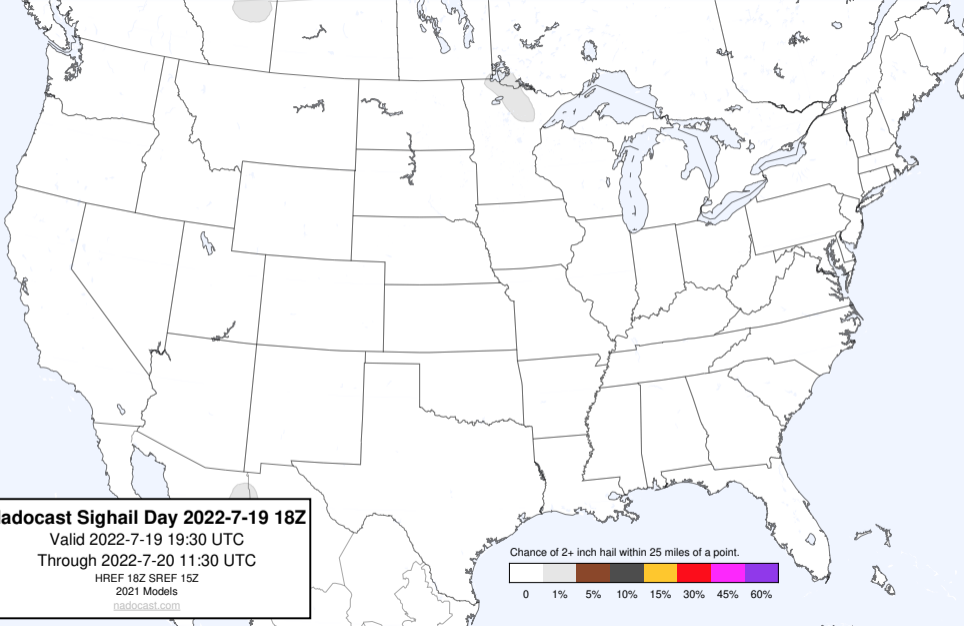 adocast Sighail Day 2022-7-19 18Z
Valid 2022-7-19 19:30 UTC
Through 2022-7-20 11:30 UTC
HREF 18Z SREF 15Z
2021 Models
nadocast.com
Chance of 2+ inch hail within 25 miles of a point.
0 1% 5% 10% 15% 30% 45% 60%